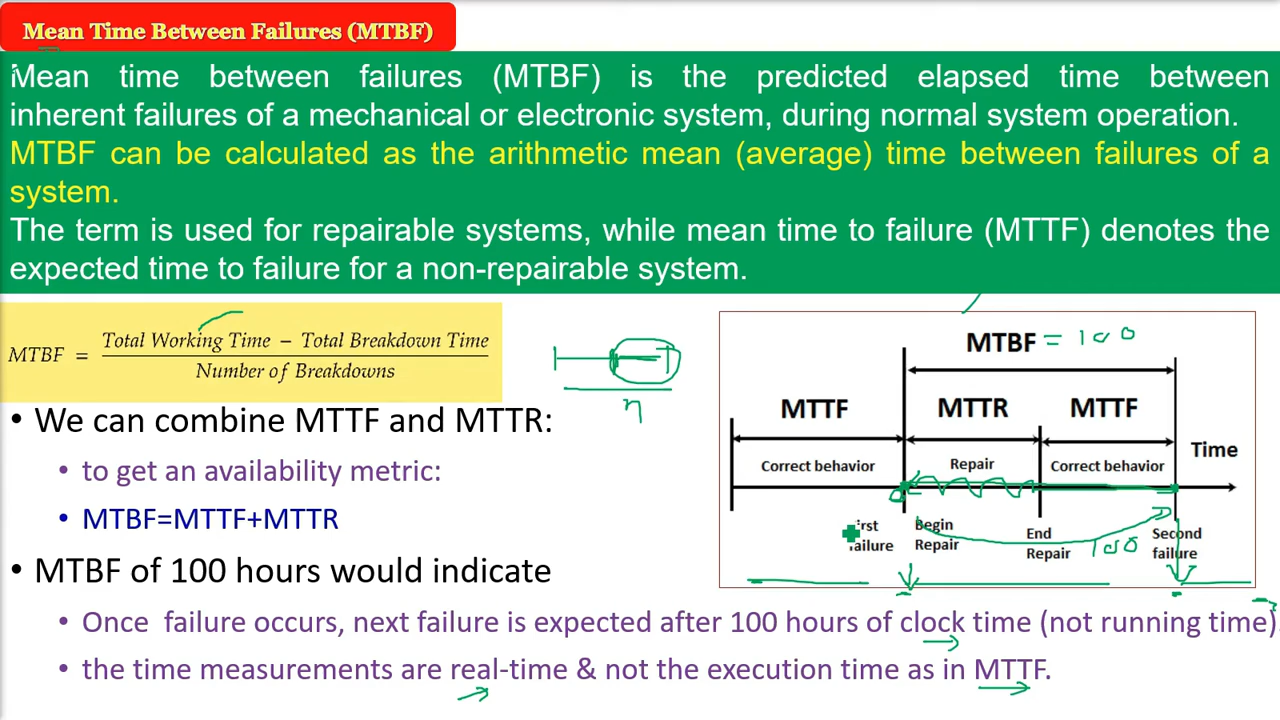 Mean Time Between Failures (MTBF)
Mean time between failures (MTBF) is the predicted elapsed time between
inherent failures of a mechanical or electronic system, during normal system operation.
MTBF can be calculated as the arithmetic mean (average) time between failures of a
system.
The term is used for repairable systems, while mean time to failure (MTTF) denotes the
expected time to failure for a non-repairable system.
MTBF = Total Working Time − Total Breakdown Time
Number of Breakdowns
n
• We can combine MTTF and MTTR:
• to get an availability metric:
• MTBF=MTTF+MTTR
• MTBF of 100 hours would indicate
• Once failure occurs, next failure is expected after 100 hours of clock time (not running time).
• the time measurements are real-time & not the execution time as in MTTF.
MTBF = 100
MTTF MTTR MTTF
Time
Correct behavior Repair Correct behavior
First failure
Begin Repair
End Repair
100
Second failure